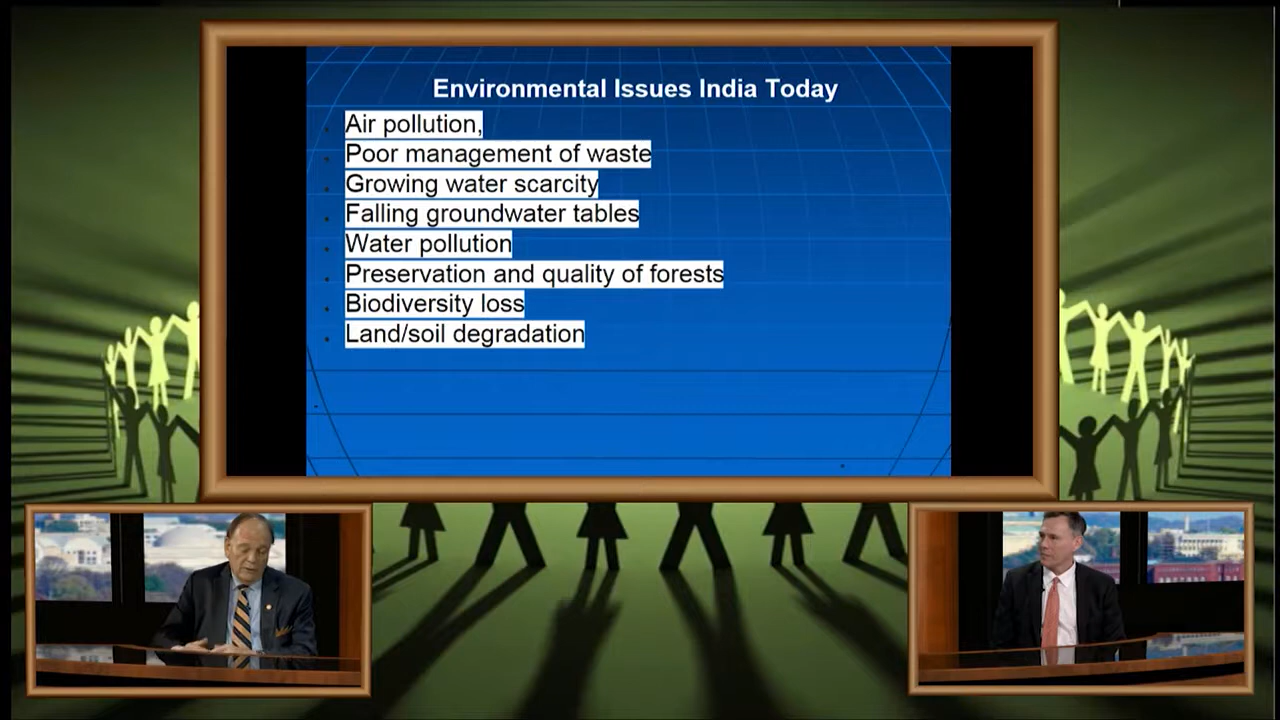 Environmental Issues India Today
Air pollution,
Poor management of waste
Growing water scarcity
Falling groundwater tables
Water pollution
Preservation and quality of forests
Biodiversity loss
Land/soil degradation